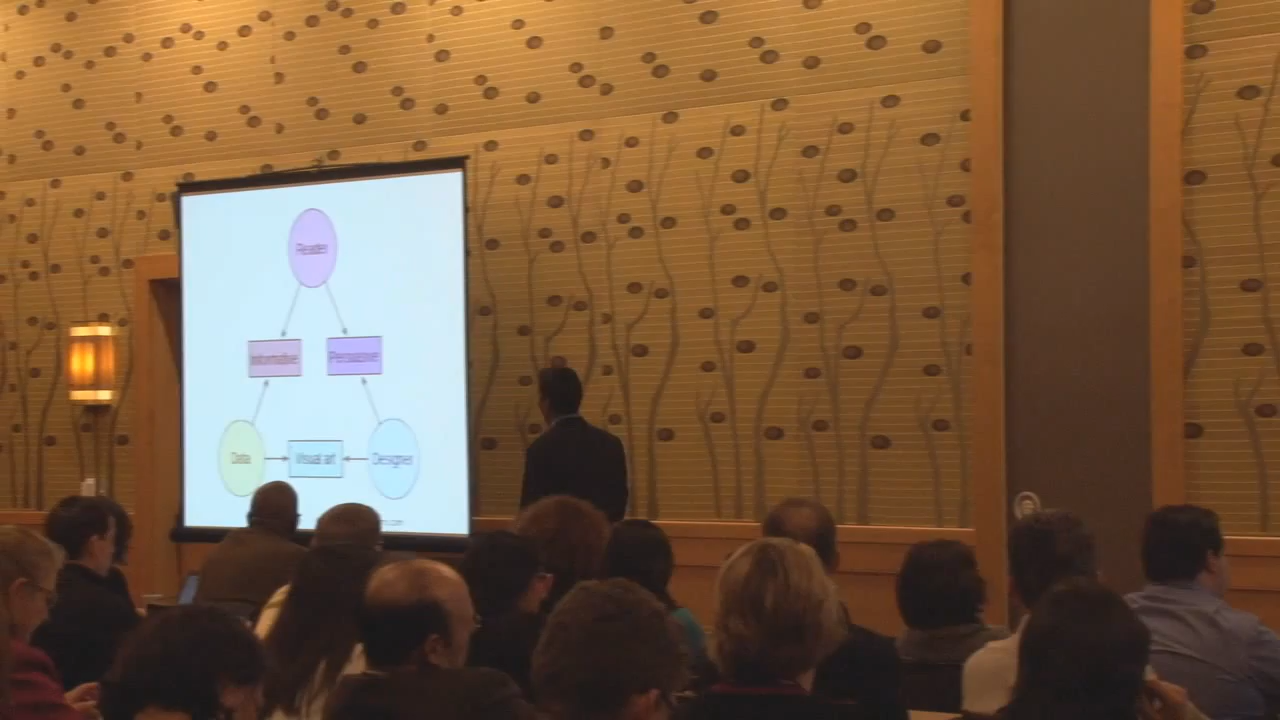 Reader
Informative
Persuasive
Data
Visual art
Designer